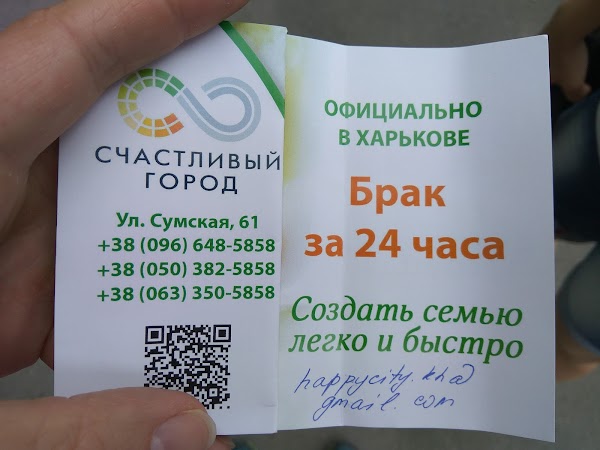 СЧАСТЛИВЫЙ
ГОРОД
Ул. Сумская, 61
+38 (096) 648-5858
+38 (050) 382-5858
+38 (063) 350-5858
ОФИЦИАЛЬНО
В ХАРЬКОВЕ
Брак
за 24 часа
Создать семью
легко и быстро
happycity.kh@
gmail.com